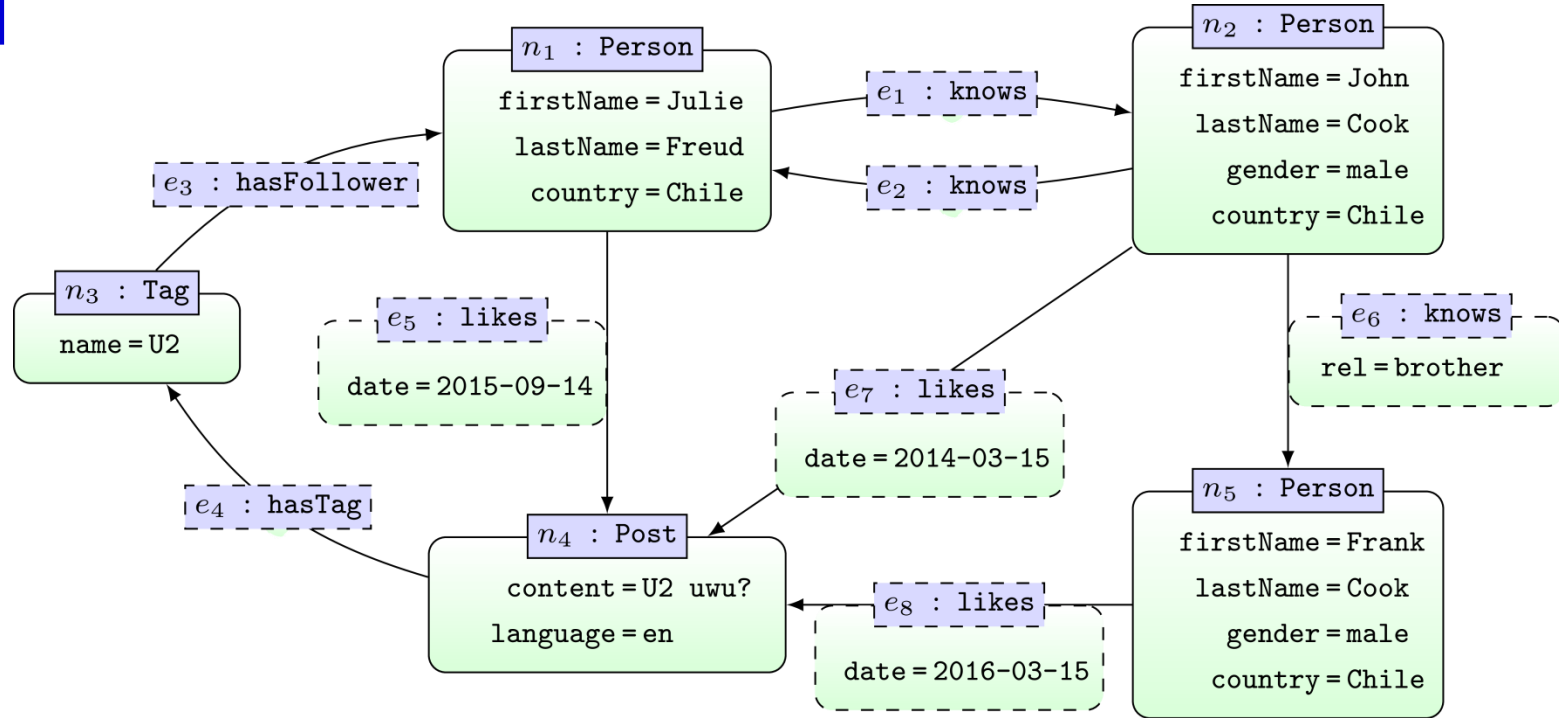 n₁ : Person
firstName = Julie
lastName = Freud
country = Chile
e₁ : knows
e₂ : knows
n₂ : Person
firstName = John
lastName = Cook
gender = male
country = Chile
e₃ : hasFollower
n₃ : Tag
name = U2
e₅ : likes
date = 2015-09-14
e₇ : likes
date = 2014-03-15
e₆ : knows
rel = brother
e₄ : hasTag
n₄ : Post
content = U2 uwu?
language = en
e₈ : likes
date = 2016-03-15
n₅ : Person
firstName = Frank
lastName = Cook
gender = male
country = Chile